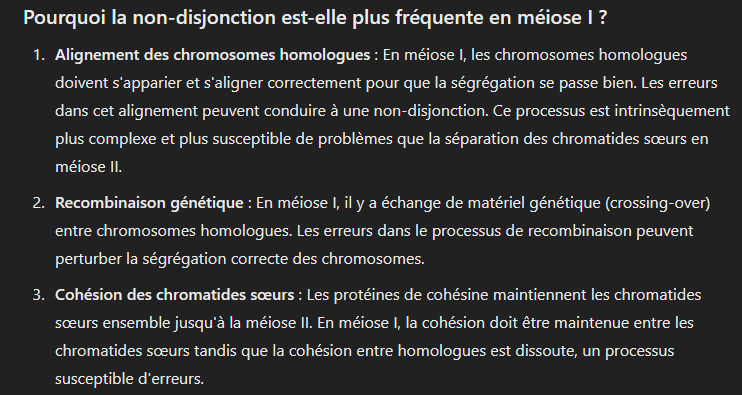 Pourquoi la non-disjonction est-elle plus fréquente en méiose I ?
1. Alignement des chromosomes homologues : En méiose I, les chromosomes homologues
doivent s'apparier et s'aligner correctement pour que la ségrégation se passe bien. Les erreurs
dans cet alignement peuvent conduire à une non-disjonction. Ce processus est intrinsèquement
plus complexe et plus susceptible de problèmes que la séparation des chromatides sœurs en
méiose II.
2. Recombinaison génétique : En méiose I, il y a échange de matériel génétique (crossing-over)
entre chromosomes homologues. Les erreurs dans le processus de recombinaison peuvent
perturber la ségrégation correcte des chromosomes.
3. Cohésion des chromatides sœurs : Les protéines de cohésine maintiennent les chromatides
sœurs ensemble jusqu'à la méiose II. En méiose I, la cohésion doit être maintenue entre les
chromatides sœurs tandis que la cohésion entre homologues est dissoute, un processus
susceptible d'erreurs.